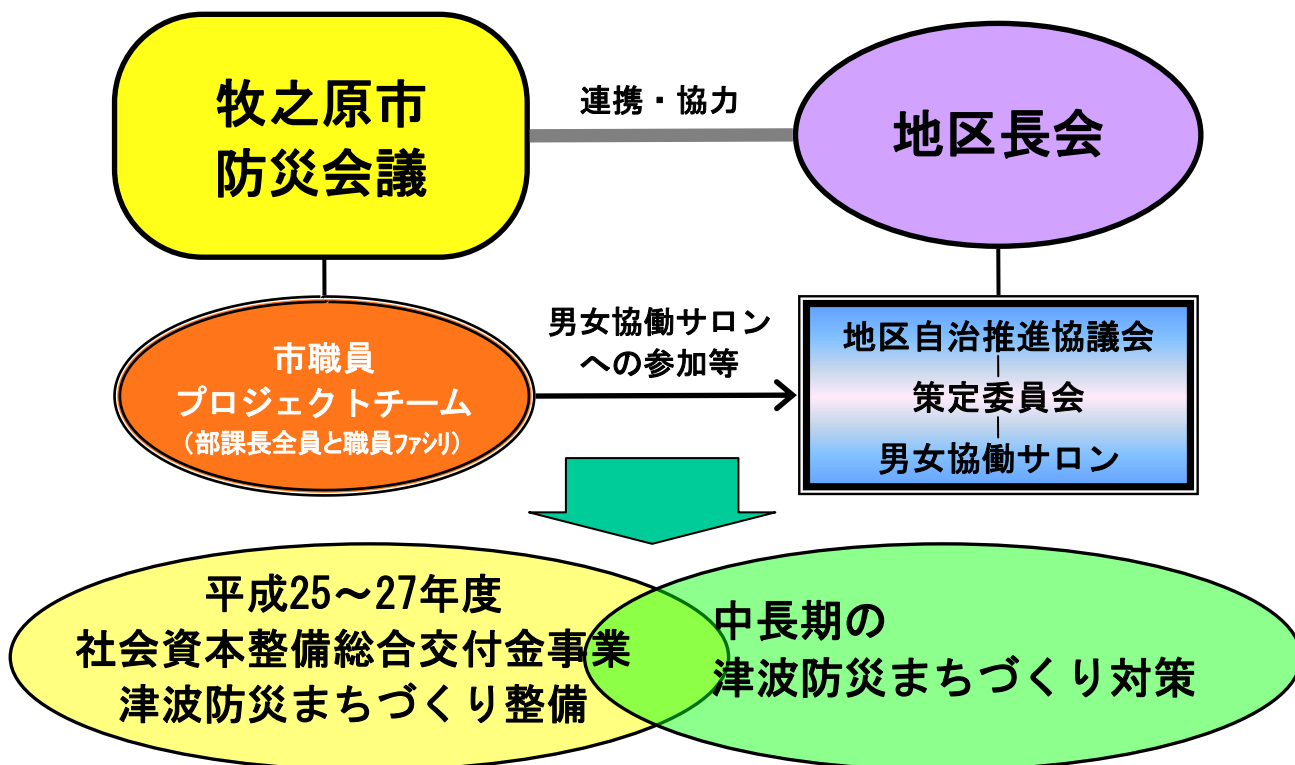 牧之原市
防災会議
連携・協力
地区長会
市職員
プロジェクトチーム
（部課長全員と職員ファシリ）
男女協働サロン
への参加等
地区自治推進協議会
策定委員会
男女協働サロン
平成25～27年度
社会資本整備総合交付金事業
津波防災まちづくり整備
中長期の
津波防災まちづくり対策